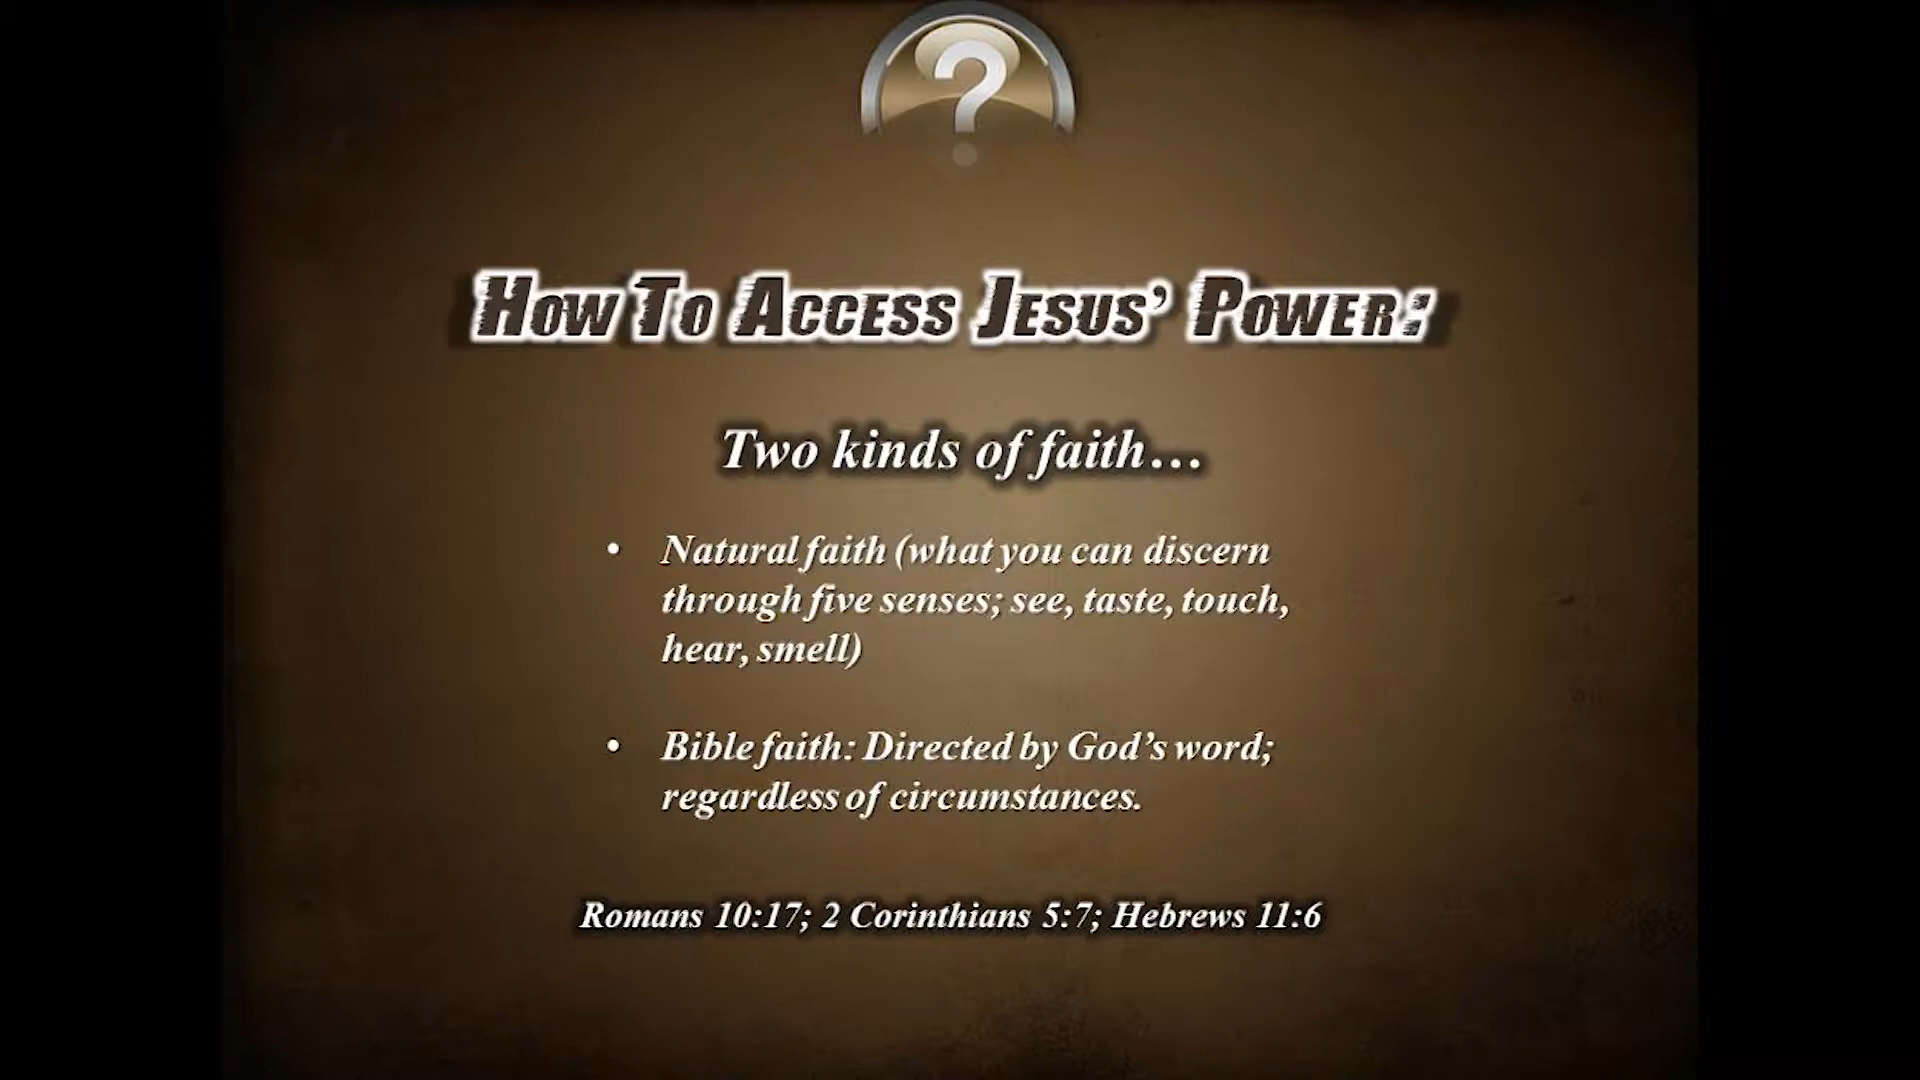 ?
How To Access Jesus’ Power:
Two kinds of faith…
• Natural faith (what you can discern
through five senses; see, taste, touch,
hear, smell)
• Bible faith: Directed by God’s word;
regardless of circumstances.
Romans 10:17; 2 Corinthians 5:7; Hebrews 11:6